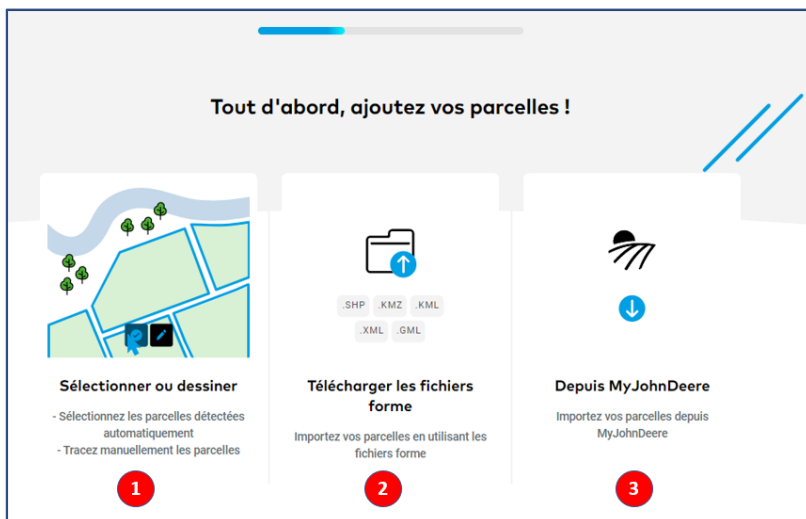 Tout d'abord, ajoutez vos parcelles !
Sélectionner ou dessiner
- Sélectionnez les parcelles détectées
automatiquement
- Tracez manuellement les parcelles
1
.SHP .KMZ .KML
.XML .GML
Télécharger les fichiers
forme
Importez vos parcelles en utilisant les
fichiers forme
2
Depuis MyJohnDeere
Importez vos parcelles depuis
MyJohnDeere
3